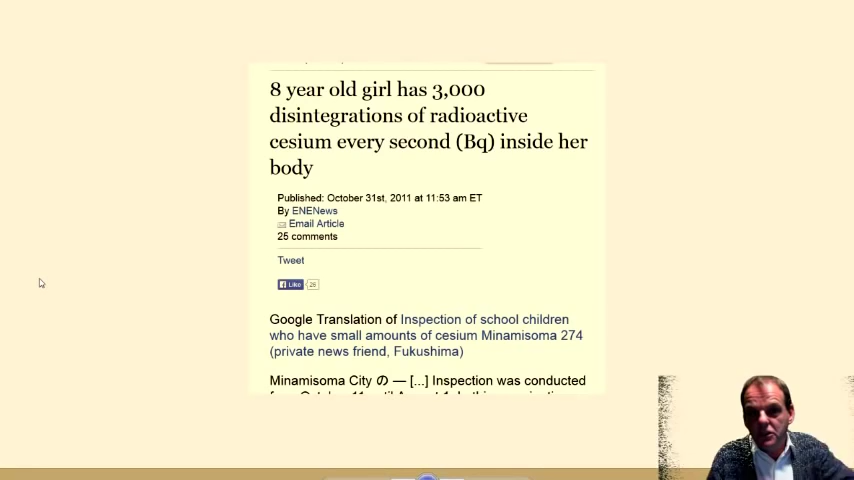 8 year old girl has 3,000
disintegrations of radioactive
cesium every second (Bq) inside her
body
Published: October 31st, 2011 at 11:53 am ET
By ENENews
Email Article
25 comments
Tweet
Like 26
Google Translation of Inspection of school children
who have small amounts of cesium Minamisoma 274
(private news friend, Fukushima)
Minamisoma City の — [...] Inspection was conducted